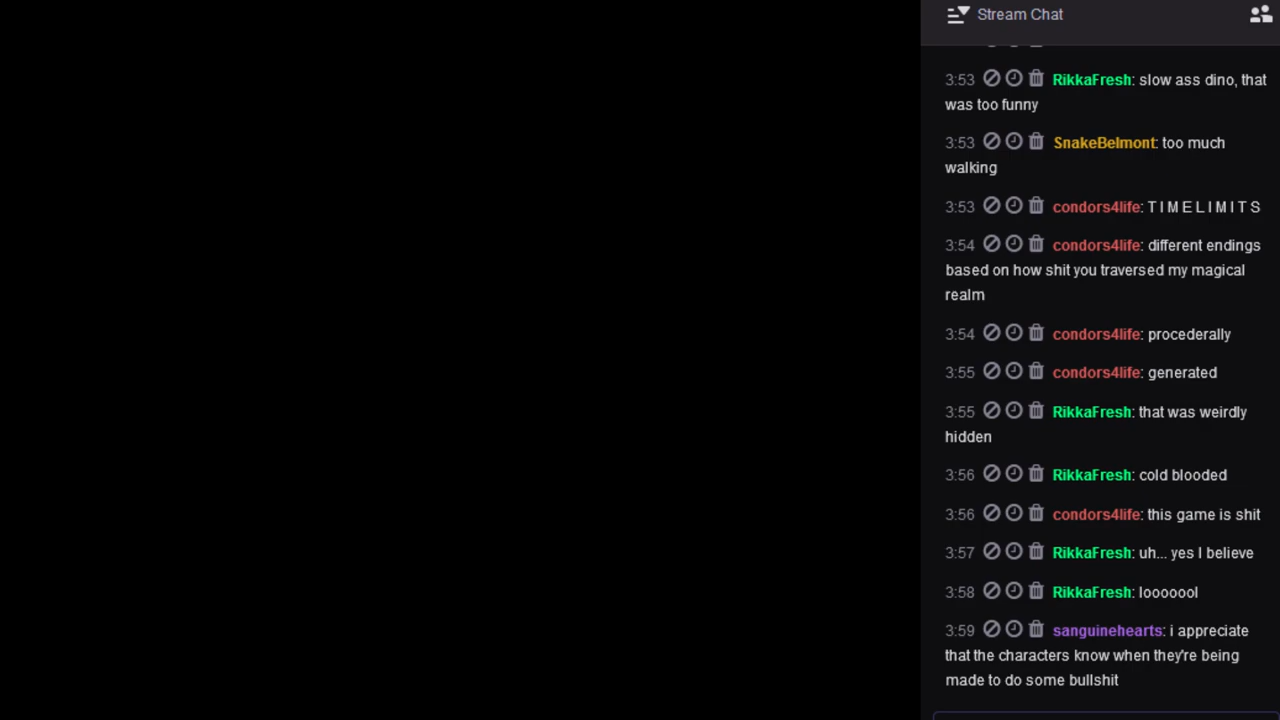 Stream Chat
3:53 RikkaFresh: slow ass dino, that
was too funny
3:53 SnakeBelmont: too much
walking
3:53 condors4life: T I M E L I M I T S
3:54 condors4life: different endings
based on how shit you traversed my magical
realm
3:54 condors4life: procederally
3:55 condors4life: generated
3:55 RikkaFresh: that was weirdly
hidden
3:56 RikkaFresh: cold blooded
3:56 condors4life: this game is shit
3:57 RikkaFresh: uh... yes I believe
3:58 RikkaFresh: looooool
3:59 sanguinehearts: i appreciate
that the characters know when they're being
made to do some bullshit